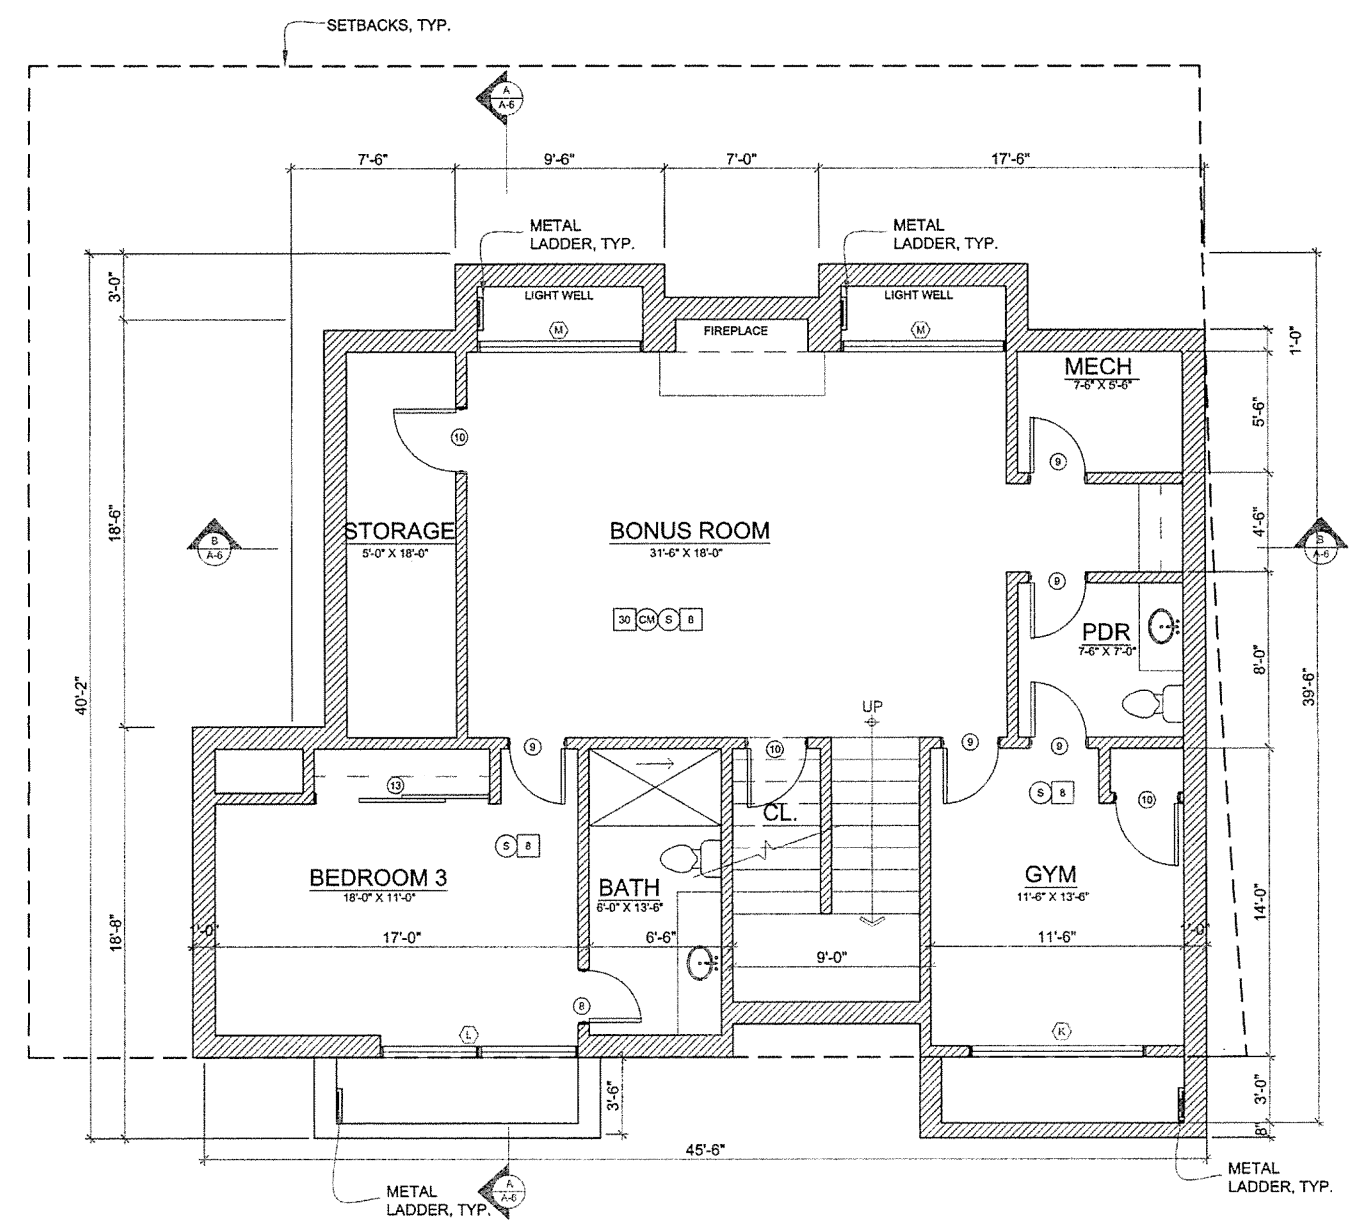 SETBACKS, TYP.
A
A-6
7'-6"
9'-6"
7'-0"
17'-6"
METAL
LADDER, TYP.
METAL
LADDER, TYP.
3'-0"
LIGHT WELL
LIGHT WELL
M
M
FIREPLACE
1'-0"
MECH
7-6" X 5'-6"
5'-6"
10
9
18'-6"
B
A-6
STORAGE
5'-0" X 18'-0"
BONUS ROOM
31'-6" X 18'-0"
4'-6"
A-6
9
30 CM S 8
PDR
7-6" X 7'-0"
8'-0"
40'-2"
39'-6"
UP
9
10
9
9
13
S 8
10
CL.
S 8
BEDROOM 3
18'-0" X 11'-0"
BATH
6'-0" X 13'-6"
GYM
11'-6" X 13'-6"
14'-0"
18'-8"
17'-0"
6'-6"
9'-0"
11'-6"
8
L
K
3'-6"
3'-0"
8"
45'-6"
METAL
LADDER, TYP.
A
A-6
METAL
LADDER, TYP.